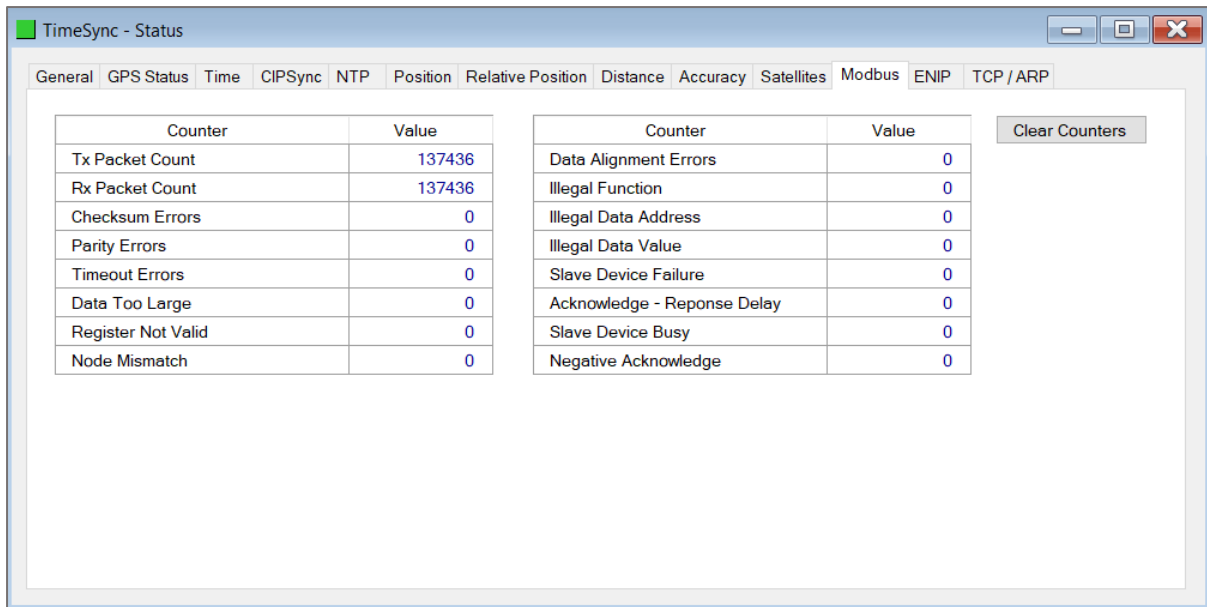 TimeSync - Status
General GPS Status Time CIPSync NTP Position Relative Position Distance Accuracy Satellites Modbus ENIP TCP / ARP
Counter Value Counter Value Clear Counters
Tx Packet Count 137436 Data Alignment Errors 0
Rx Packet Count 137436 Illegal Function 0
Checksum Errors 0 Illegal Data Address 0
Parity Errors 0 Illegal Data Value 0
Timeout Errors 0 Slave Device Failure 0
Data Too Large 0 Acknowledge - Reponse Delay 0
Register Not Valid 0 Slave Device Busy 0
Node Mismatch 0 Negative Acknowledge 0